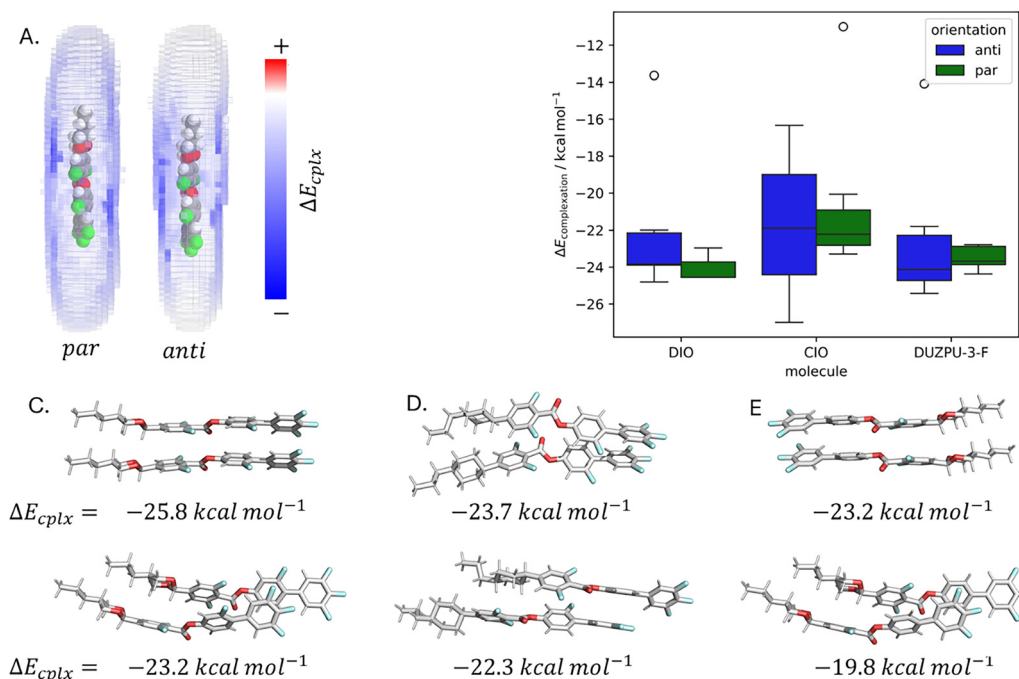 A.
+
ΔE_cplx
−
par
anti
orientation
anti
par
−12
−14
−16
−18
−20
−22
−24
−26
ΔE_complexation / kcal mol⁻¹
DIO
CIO
DUZPU-3-F
molecule
C.
D.
E
ΔE_cplx = −25.8 kcal mol⁻¹
−23.7 kcal mol⁻¹
−23.2 kcal mol⁻¹
ΔE_cplx = −23.2 kcal mol⁻¹
−22.3 kcal mol⁻¹
−19.8 kcal mol⁻¹